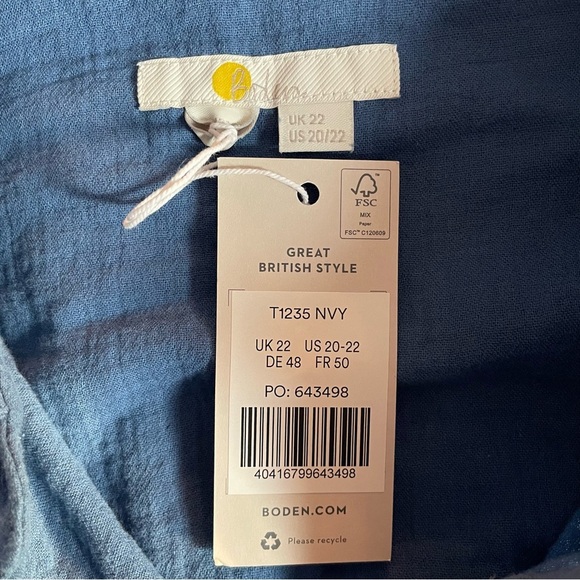 Boden
UK 22
US 20/22
FSC™
MIX
Paper
FSC™ C120609
GREAT
BRITISH STYLE
T1235 NVY
UK 22 US 20-22
DE 48 FR 50
PO: 643498
40416799643498
BODEN.COM
Please recycle